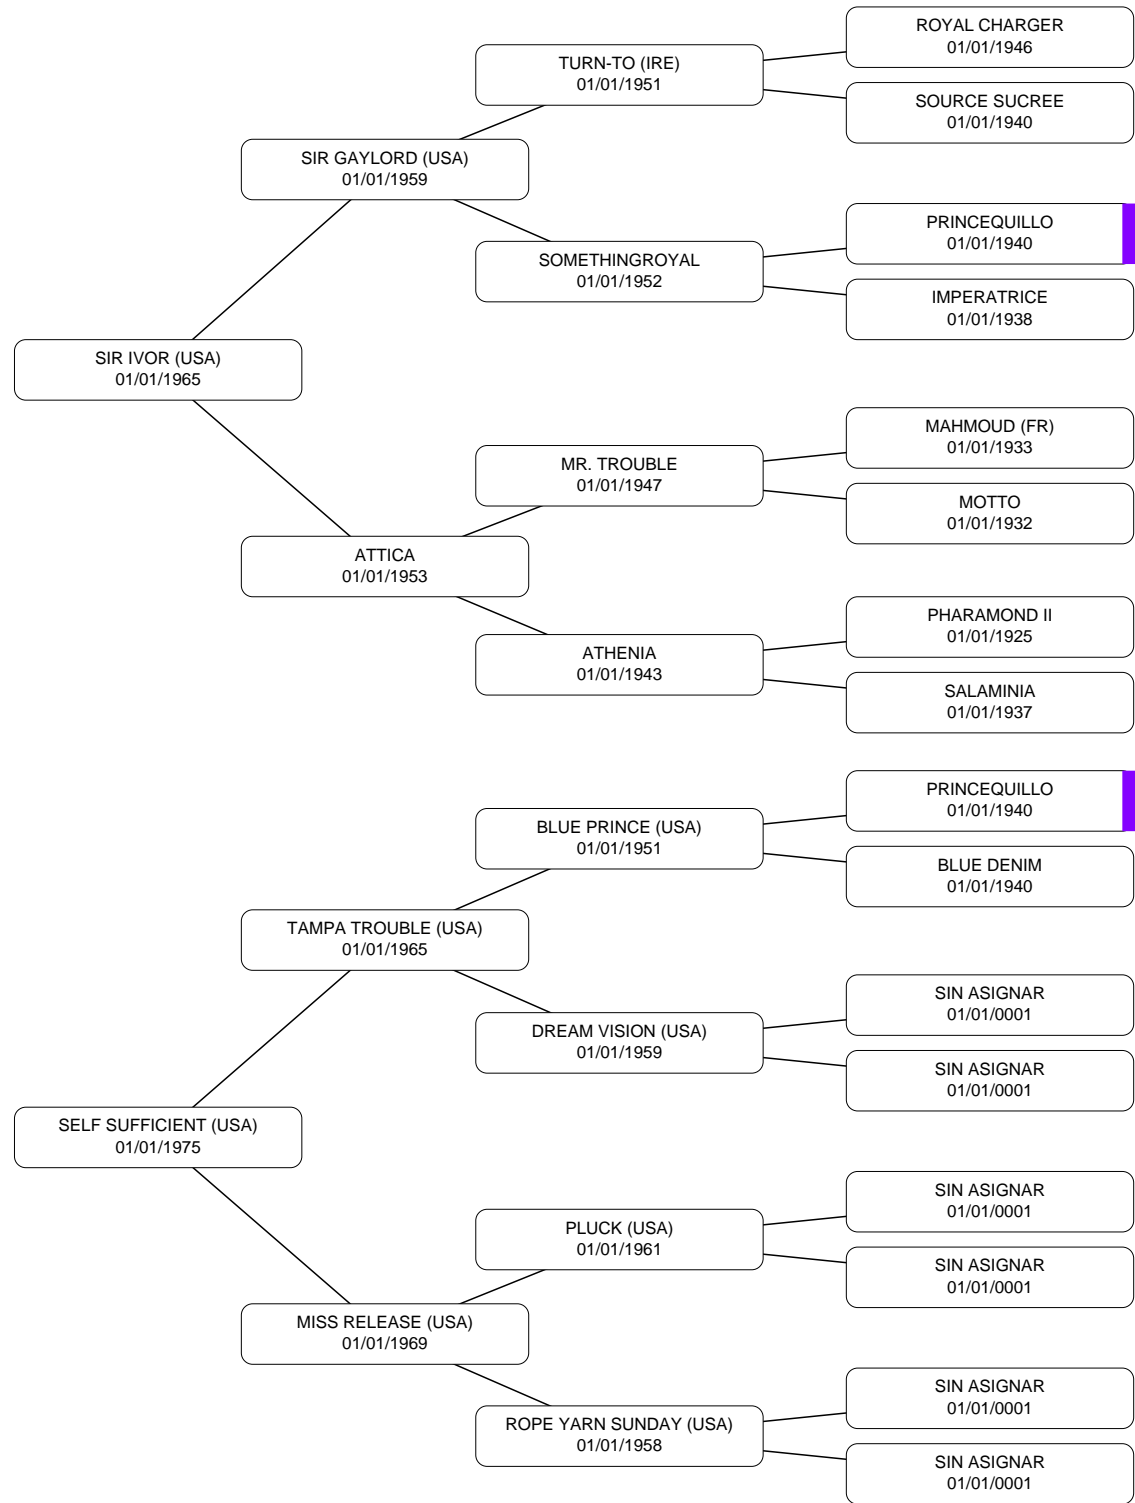 ROYAL CHARGER
01/01/1946
TURN-TO (IRE)
01/01/1951
SOURCE SUCREE
01/01/1940
SIR GAYLORD (USA)
01/01/1959
PRINCEQUILLO
01/01/1940
SOMETHINGROYAL
01/01/1952
IMPERATRICE
01/01/1938
SIR IVOR (USA)
01/01/1965
MAHMOUD (FR)
01/01/1933
MR. TROUBLE
01/01/1947
MOTTO
01/01/1932
ATTICA
01/01/1953
PHARAMOND II
01/01/1925
ATHENIA
01/01/1943
SALAMINIA
01/01/1937
PRINCEQUILLO
01/01/1940
BLUE PRINCE (USA)
01/01/1951
BLUE DENIM
01/01/1940
TAMPA TROUBLE (USA)
01/01/1965
SIN ASIGNAR
01/01/0001
DREAM VISION (USA)
01/01/1959
SIN ASIGNAR
01/01/0001
SELF SUFFICIENT (USA)
01/01/1975
SIN ASIGNAR
01/01/0001
PLUCK (USA)
01/01/1961
SIN ASIGNAR
01/01/0001
MISS RELEASE (USA)
01/01/1969
SIN ASIGNAR
01/01/0001
ROPE YARN SUNDAY (USA)
01/01/1958
SIN ASIGNAR
01/01/0001